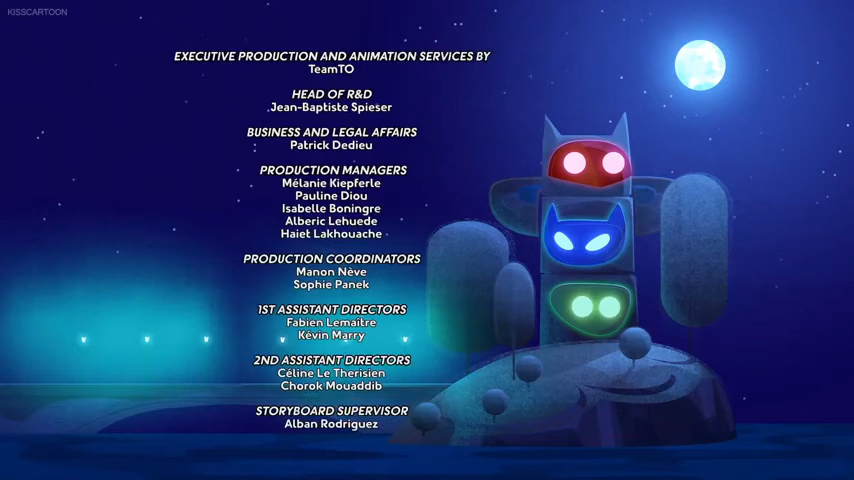 KISSCARTOON
EXECUTIVE PRODUCTION AND ANIMATION SERVICES BY
TeamTO
HEAD OF R&D
Jean-Baptiste Spieser
BUSINESS AND LEGAL AFFAIRS
Patrick Dedieu
PRODUCTION MANAGERS
Mélanie Kiepferle
Pauline Diou
Isabelle Boningre
Alberic Lehuede
Haiet Lakhouache
PRODUCTION COORDINATORS
Manon Nève
Sophie Panek
1ST ASSISTANT DIRECTORS
Fabien Lemaitre
Kévin Marry
2ND ASSISTANT DIRECTORS
Céline Le Therisien
Chorok Mouaddib
STORYBOARD SUPERVISOR
Alban Rodriguez